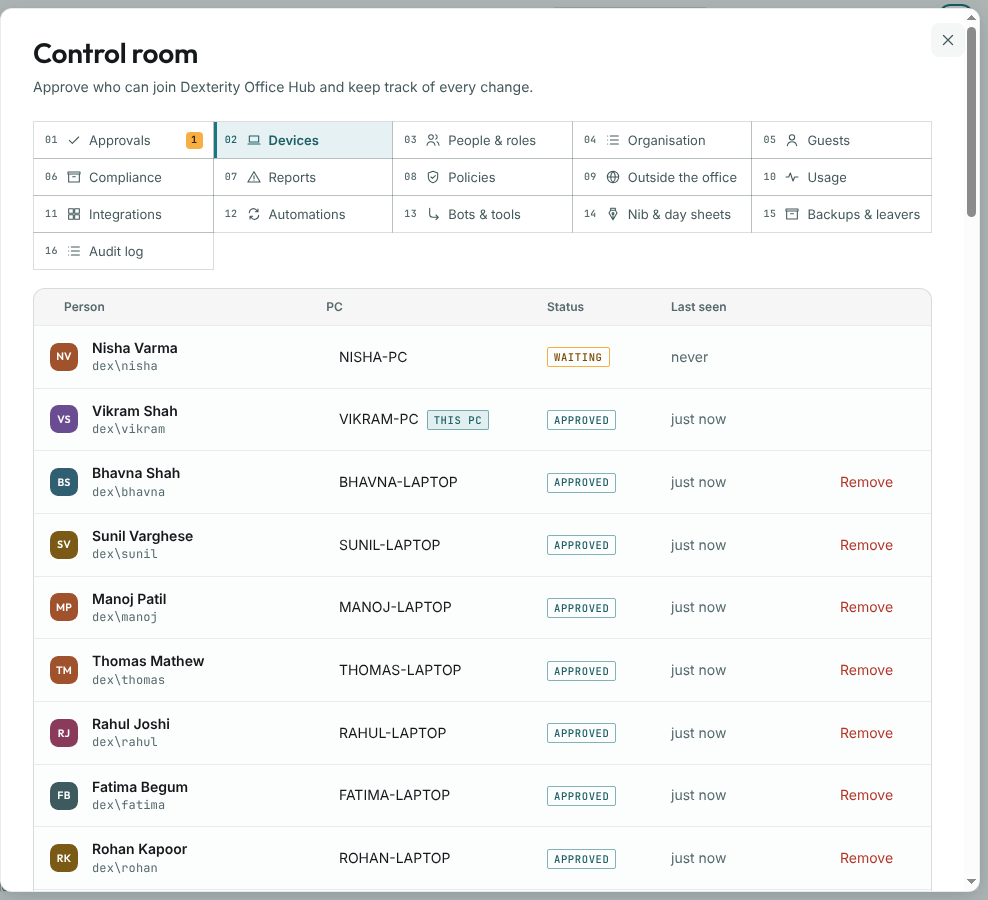 Control room
Approve who can join Dexterity Office Hub and keep track of every change.
01 Approvals 1
02 Devices
03 People & roles
04 Organisation
05 Guests
06 Compliance
07 Reports
08 Policies
09 Outside the office
10 Usage
11 Integrations
12 Automations
13 Bots & tools
14 Nib & day sheets
15 Backups & leavers
16 Audit log
Person PC Status Last seen
NV Nisha Varma
dex\nisha
NISHA-PC WAITING never
VS Vikram Shah
dex\vikram
VIKRAM-PC THIS PC APPROVED just now
BS Bhavna Shah
dex\bhavna
BHAVNA-LAPTOP APPROVED just now Remove
SV Sunil Varghese
dex\sunil
SUNIL-LAPTOP APPROVED just now Remove
MP Manoj Patil
dex\manoj
MANOJ-LAPTOP APPROVED just now Remove
TM Thomas Mathew
dex\thomas
THOMAS-LAPTOP APPROVED just now Remove
RJ Rahul Joshi
dex\rahul
RAHUL-LAPTOP APPROVED just now Remove
FB Fatima Begum
dex\fatima
FATIMA-LAPTOP APPROVED just now Remove
RK Rohan Kapoor
dex\rohan
ROHAN-LAPTOP APPROVED just now Remove